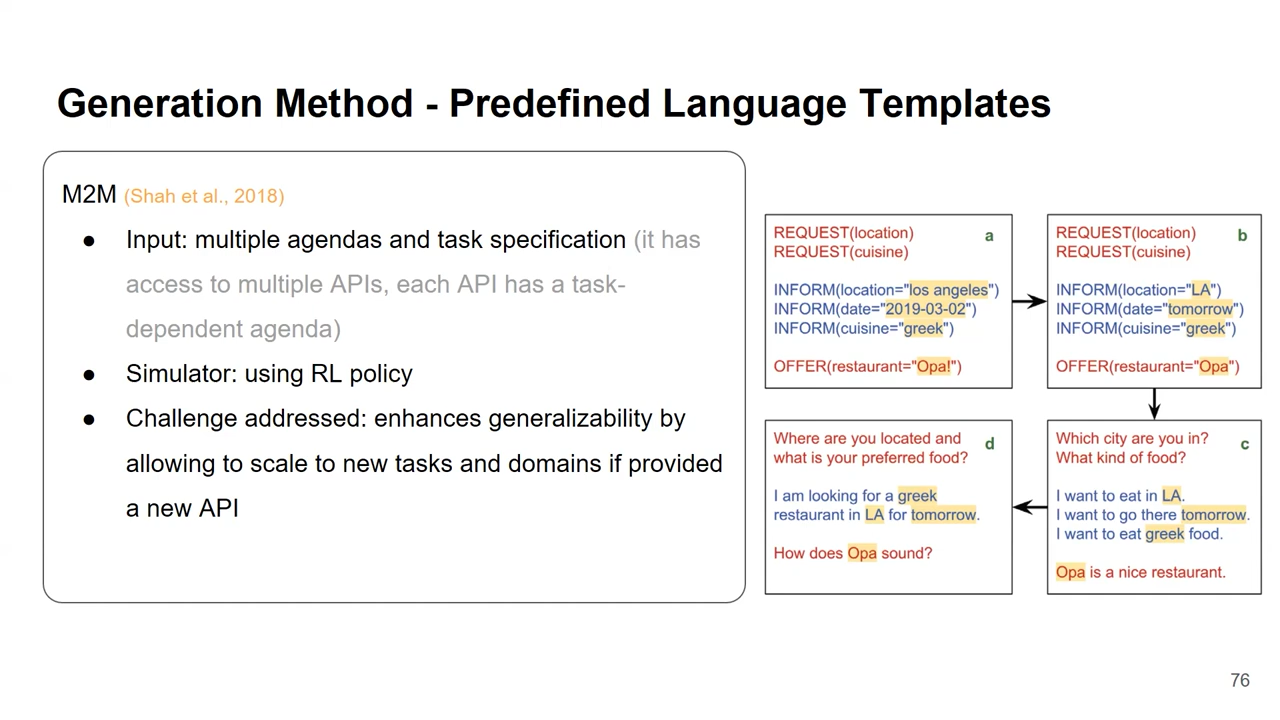 Generation Method - Predefined Language Templates
M2M (Shah et al., 2018)
● Input: multiple agendas and task specification (it has
access to multiple APIs, each API has a task-
dependent agenda)
● Simulator: using RL policy
● Challenge addressed: enhances generalizability by
allowing to scale to new tasks and domains if provided
a new API
REQUEST(location) a
REQUEST(cuisine)
INFORM(location="los angeles")
INFORM(date="2019-03-02")
INFORM(cuisine="greek")
OFFER(restaurant="Opa!")
REQUEST(location) b
REQUEST(cuisine)
INFORM(location="LA")
INFORM(date="tomorrow")
INFORM(cuisine="greek")
OFFER(restaurant="Opa")
Which city are you in? c
What kind of food?
I want to eat in LA.
I want to go there tomorrow.
I want to eat greek food.
Opa is a nice restaurant.
Where are you located and d
what is your preferred food?
I am looking for a greek
restaurant in LA for tomorrow.
How does Opa sound?
76